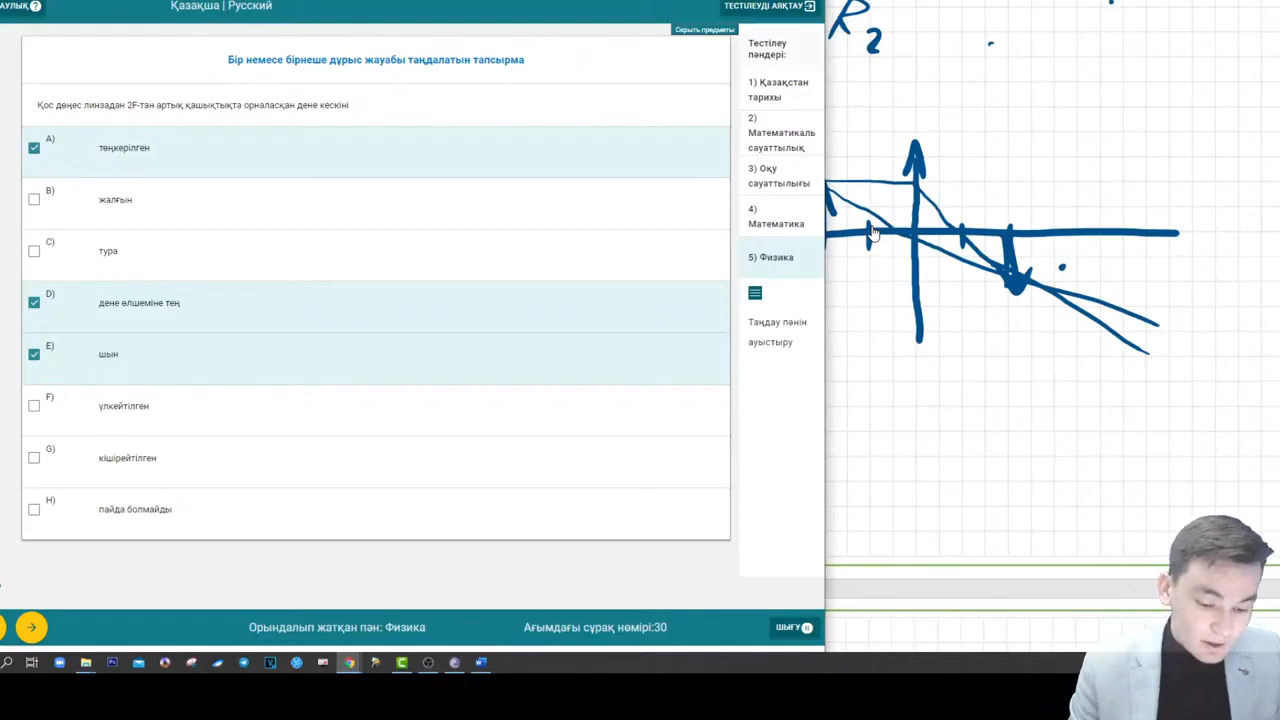 АУЛЫҚ ?
Қазақша | Русский
ТЕСТІЛЕУДІ АЯҚТАУ
Скрыть предметы
R2
Бір немесе бірнеше дұрыс жауабы таңдалатын тапсырма
Қос дөңес линзадан 2F-тан артық қашықтықта орналасқан дене кескіні
A)
төңкерілген
B)
жалғын
C)
тура
D)
дене өлшеміне тең
E)
шын
F)
үлкейтілген
G)
кішірейтілген
H)
пайда болмайды
Тестілеу
пәндері:
1) Қазақстан
тарихы
2)
Математикаль
сауаттылық
3) Оқу
сауаттылығы
4)
Математика
5) Физика
Таңдау пәнін
ауыстыру
Орындалып жатқан пән: Физика
Ағымдағы сұрақ нөмірі:30
ШЫҒУ